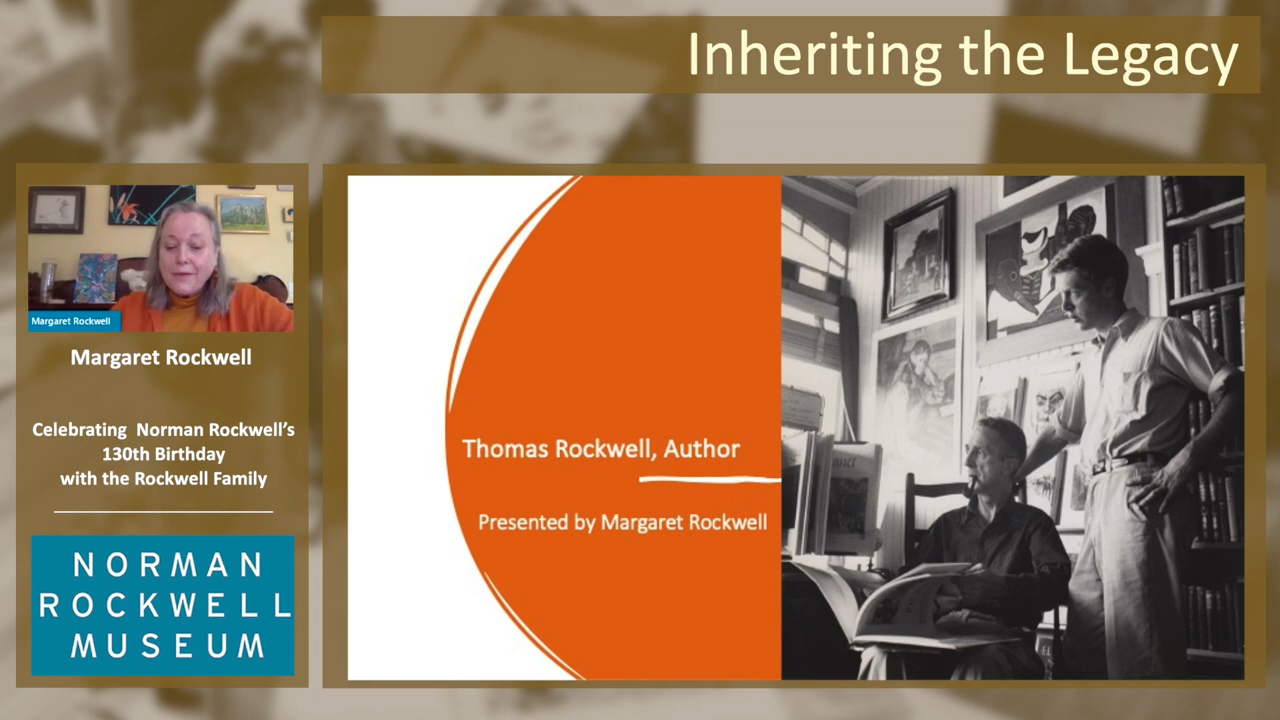 Inheriting the Legacy
Margaret Rockwell
Margaret Rockwell
Celebrating Norman Rockwell's
130th Birthday
with the Rockwell Family
NORMAN
ROCKWELL
MUSEUM
Thomas Rockwell, Author
Presented by Margaret Rockwell